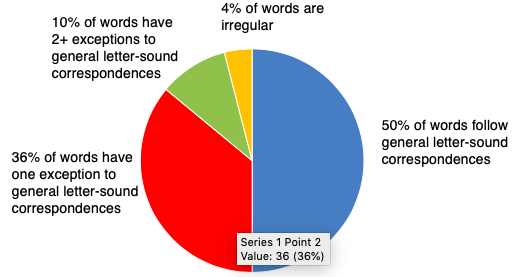 4% of words are
irregular
10% of words have
2+ exceptions to
general letter-sound
correspondences
50% of words follow
general letter-sound
correspondences
36% of words have
one exception to
general letter-sound
correspondences
Series 1 Point 2
Value: 36 (36%)